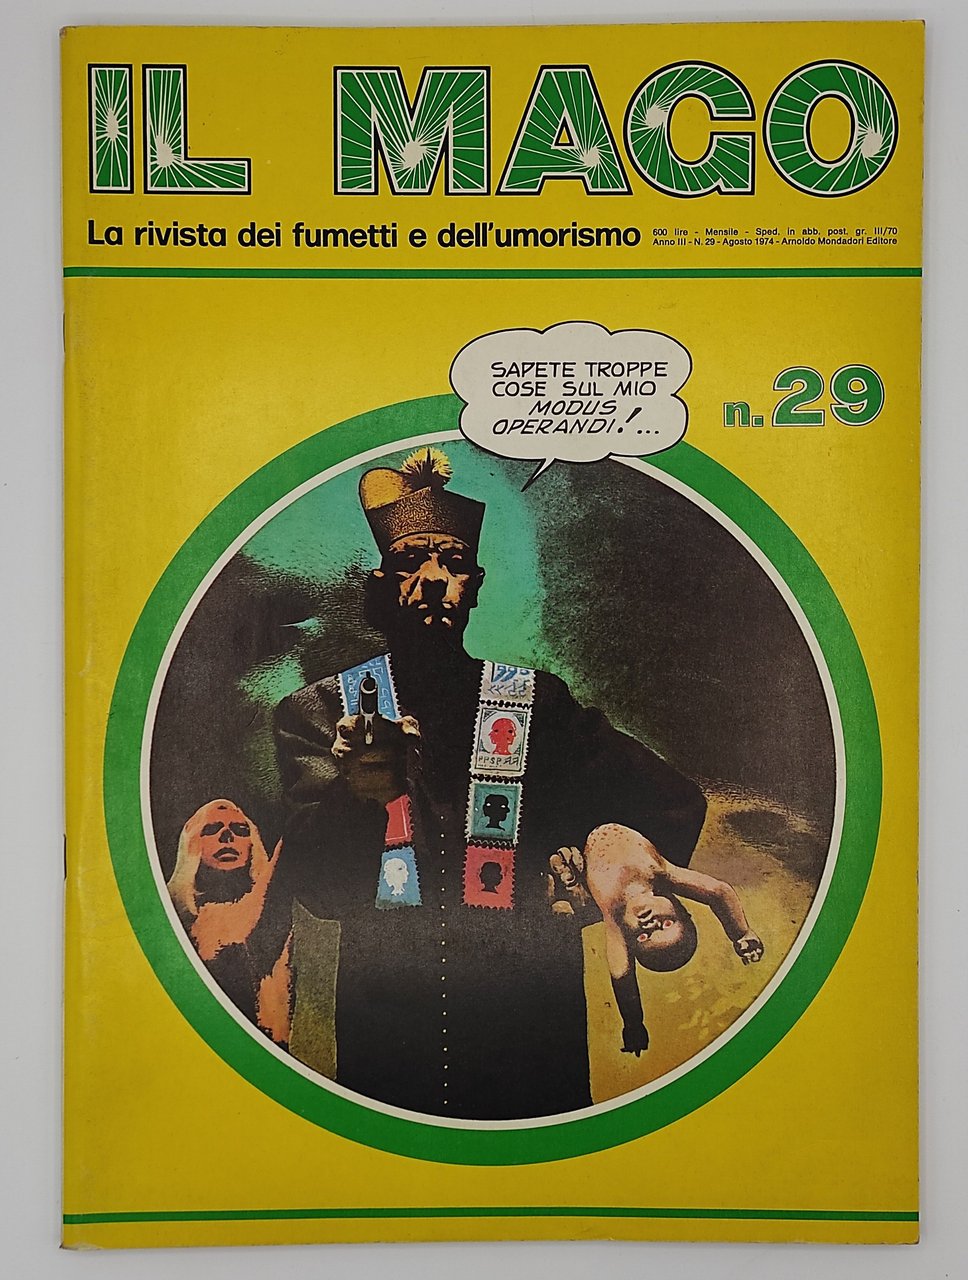 IL MAGO
La rivista dei fumetti e dell'umorismo
600 lire - Mensile - Sped. in abb. post. gr. III/70
Anno III - N. 29 - Agosto 1974 - Arnoldo Mondadori Editore
SAPETE TROPPE
COSE SUL MIO
MODUS
OPERANDI!...
n. 29